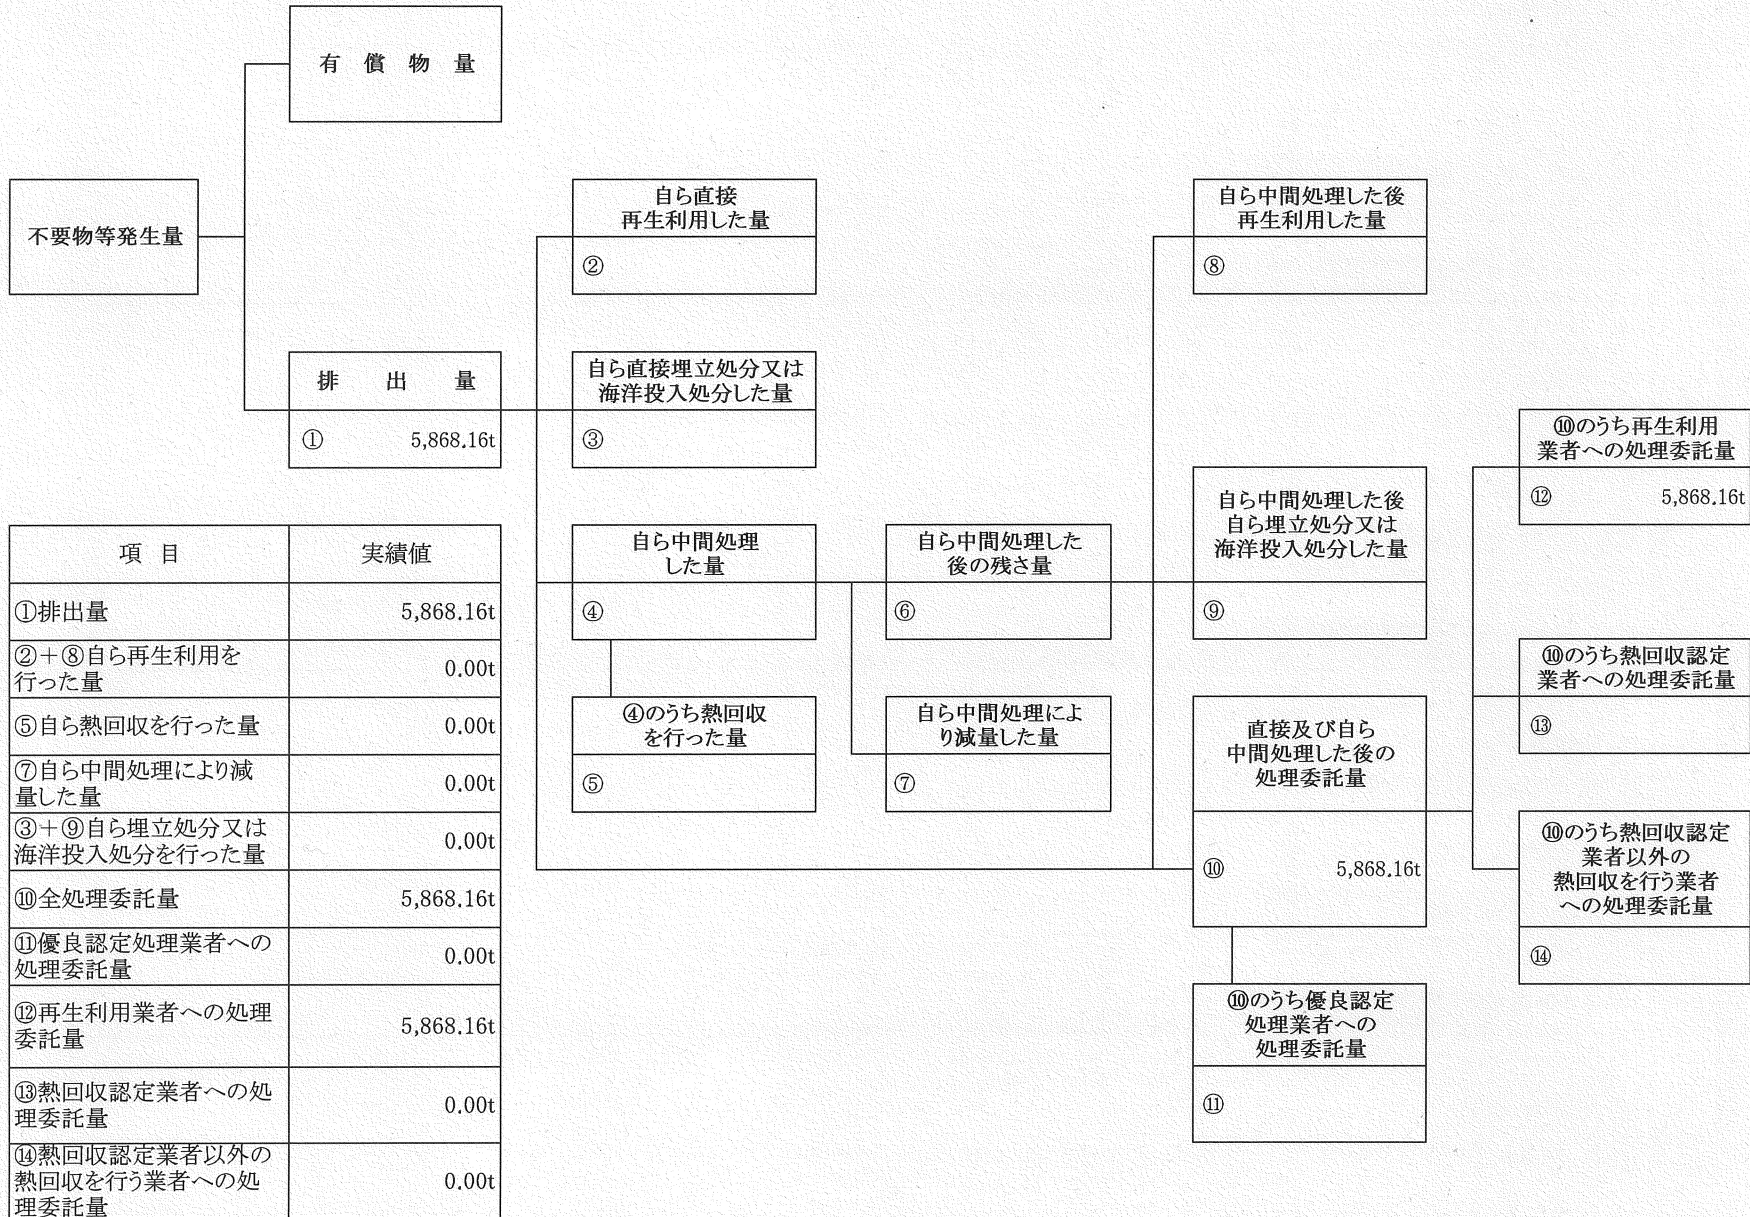 有 償 物 量
不要物等発生量
排 出 量
① 5,868.16t
自ら直接
再生利用した量
②
自ら直接埋立処分又は
海洋投入処分した量
③
自ら中間処理
した量
④
④のうち熱回収
を行った量
⑤
自ら中間処理した
後の残さ量
⑥
自ら中間処理によ
り減量した量
⑦
自ら中間処理した後
再生利用した量
⑧
自ら中間処理した後
自ら埋立処分又は
海洋投入処分した量
⑨
直接及び自ら
中間処理した後の
処理委託量
⑩ 5,868.16t
⑩のうち優良認定
処理業者への
処理委託量
⑪
⑩のうち再生利用
業者への処理委託量
⑫ 5,868.16t
⑩のうち熱回収認定
業者への処理委託量
⑬
⑩のうち熱回収認定
業者以外の
熱回収を行う業者
への処理委託量
⑭
項 目 実績値
①排出量 5,868.16t
②＋⑧自ら再生利用を
行った量 0.00t
⑤自ら熱回収を行った量 0.00t
⑦自ら中間処理により減
量した量 0.00t
③＋⑨自ら埋立処分又は
海洋投入処分を行った量 0.00t
⑩全処理委託量 5,868.16t
⑪優良認定処理業者への
処理委託量 0.00t
⑫再生利用業者への処理
委託量 5,868.16t
⑬熱回収認定業者への処
理委託量 0.00t
⑭熱回収認定業者以外の
熱回収を行う業者への処
理委託量 0.00t